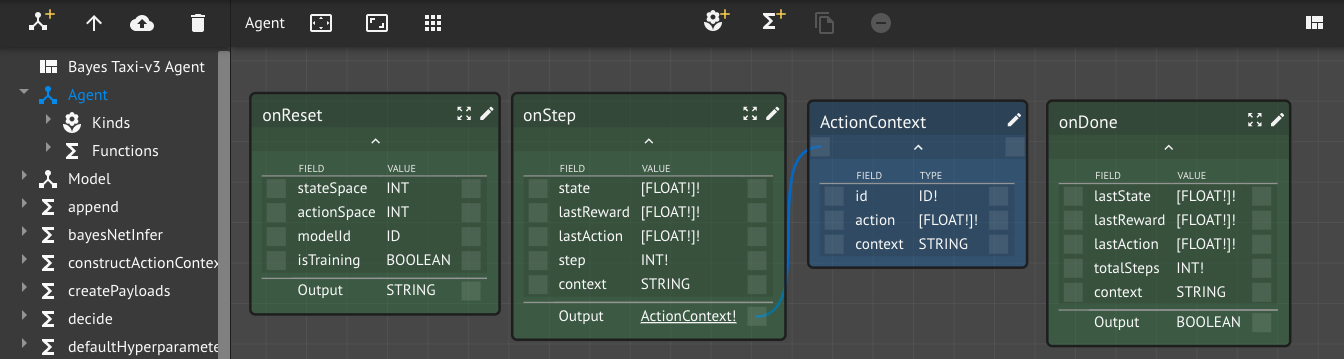 Agent
Bayes Taxi-v3 Agent
Agent
Kinds
Functions
Model
append
bayesNetInfer
constructActionContex
createPayloads
decide
defaultHyperparamete
onReset
FIELD VALUE
stateSpace INT
actionSpace INT
modelId ID
isTraining BOOLEAN
Output STRING
onStep
FIELD VALUE
state [FLOAT!]!
lastReward [FLOAT!]!
lastAction [FLOAT!]!
step INT!
context STRING
Output ActionContext!
ActionContext
FIELD TYPE
id ID!
action [FLOAT!]!
context STRING
onDone
FIELD VALUE
lastState [FLOAT!]!
lastReward [FLOAT!]!
lastAction [FLOAT!]!
totalSteps INT!
context STRING
Output BOOLEAN